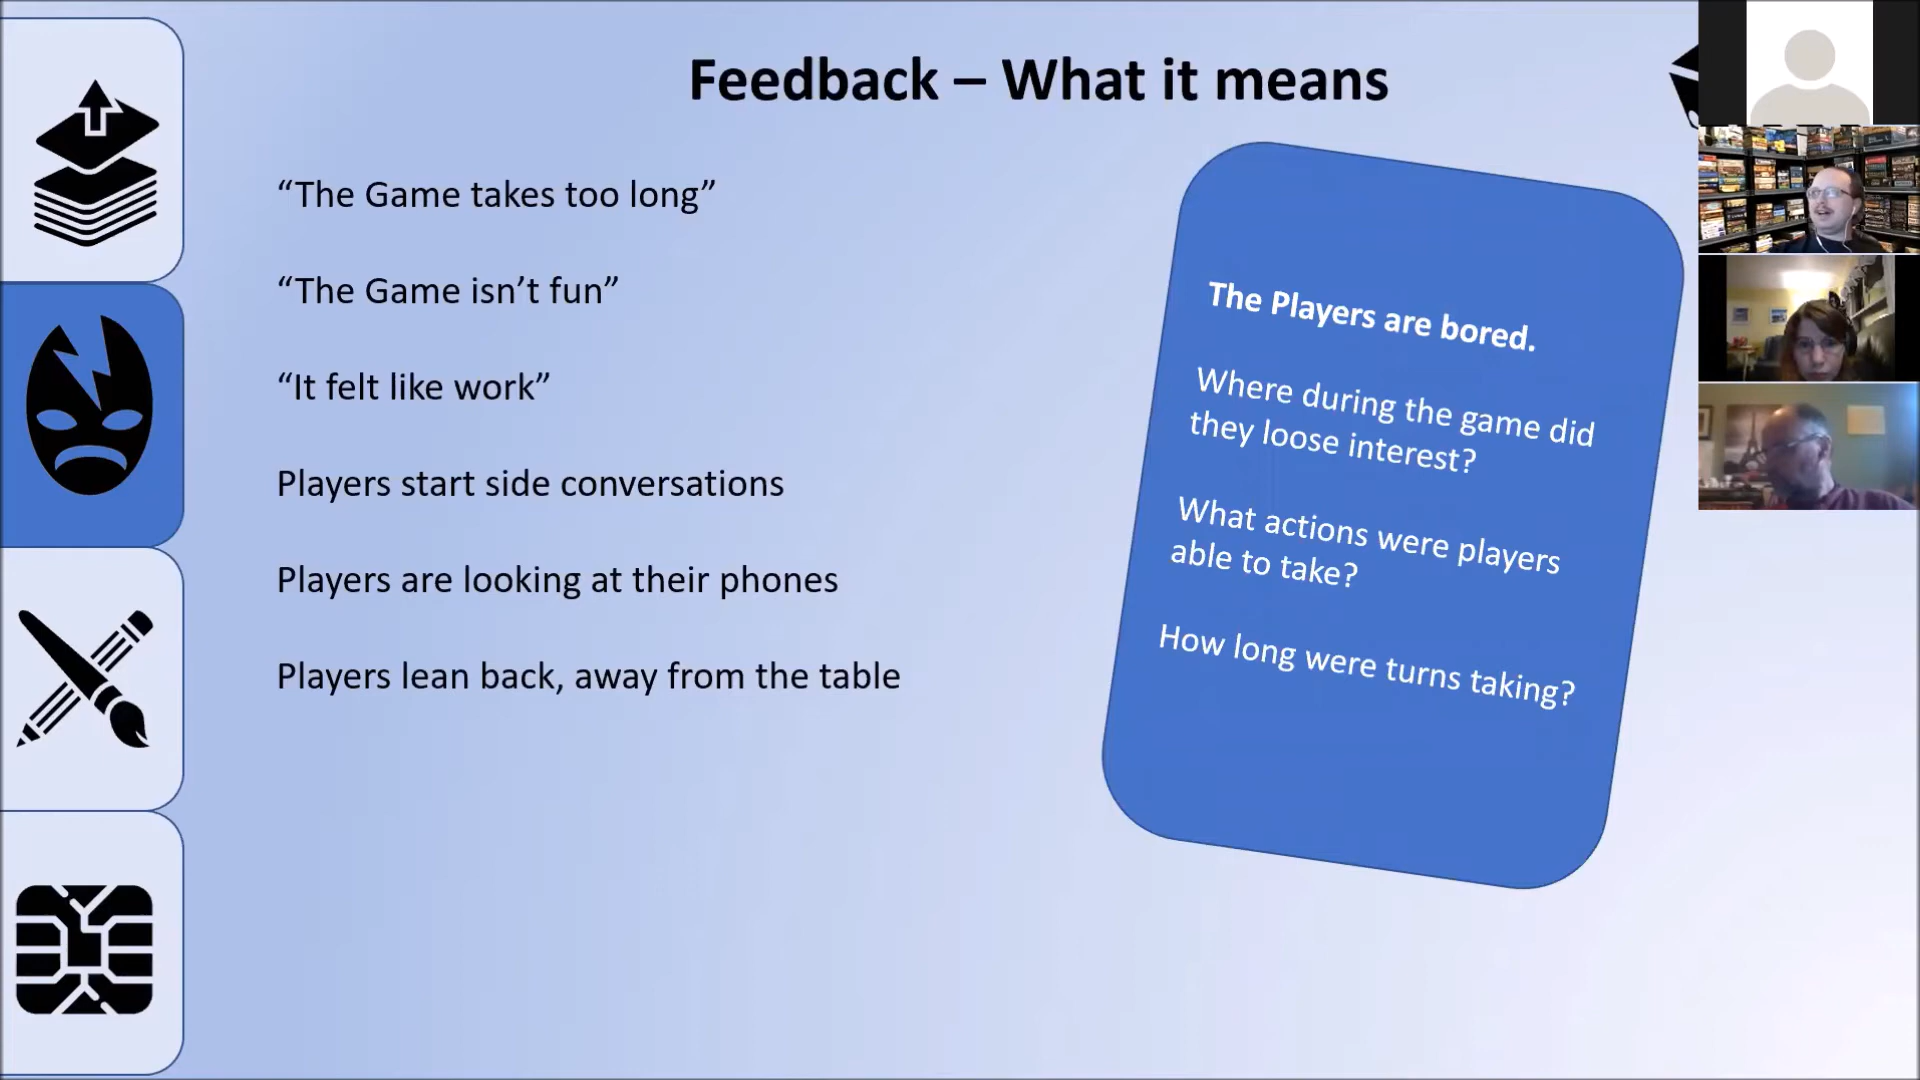 Feedback – What it means
“The Game takes too long”
“The Game isn’t fun”
“It felt like work”
Players start side conversations
Players are looking at their phones
Players lean back, away from the table
The Players are bored.
Where during the game did
they loose interest?
What actions were players
able to take?
How long were turns taking?